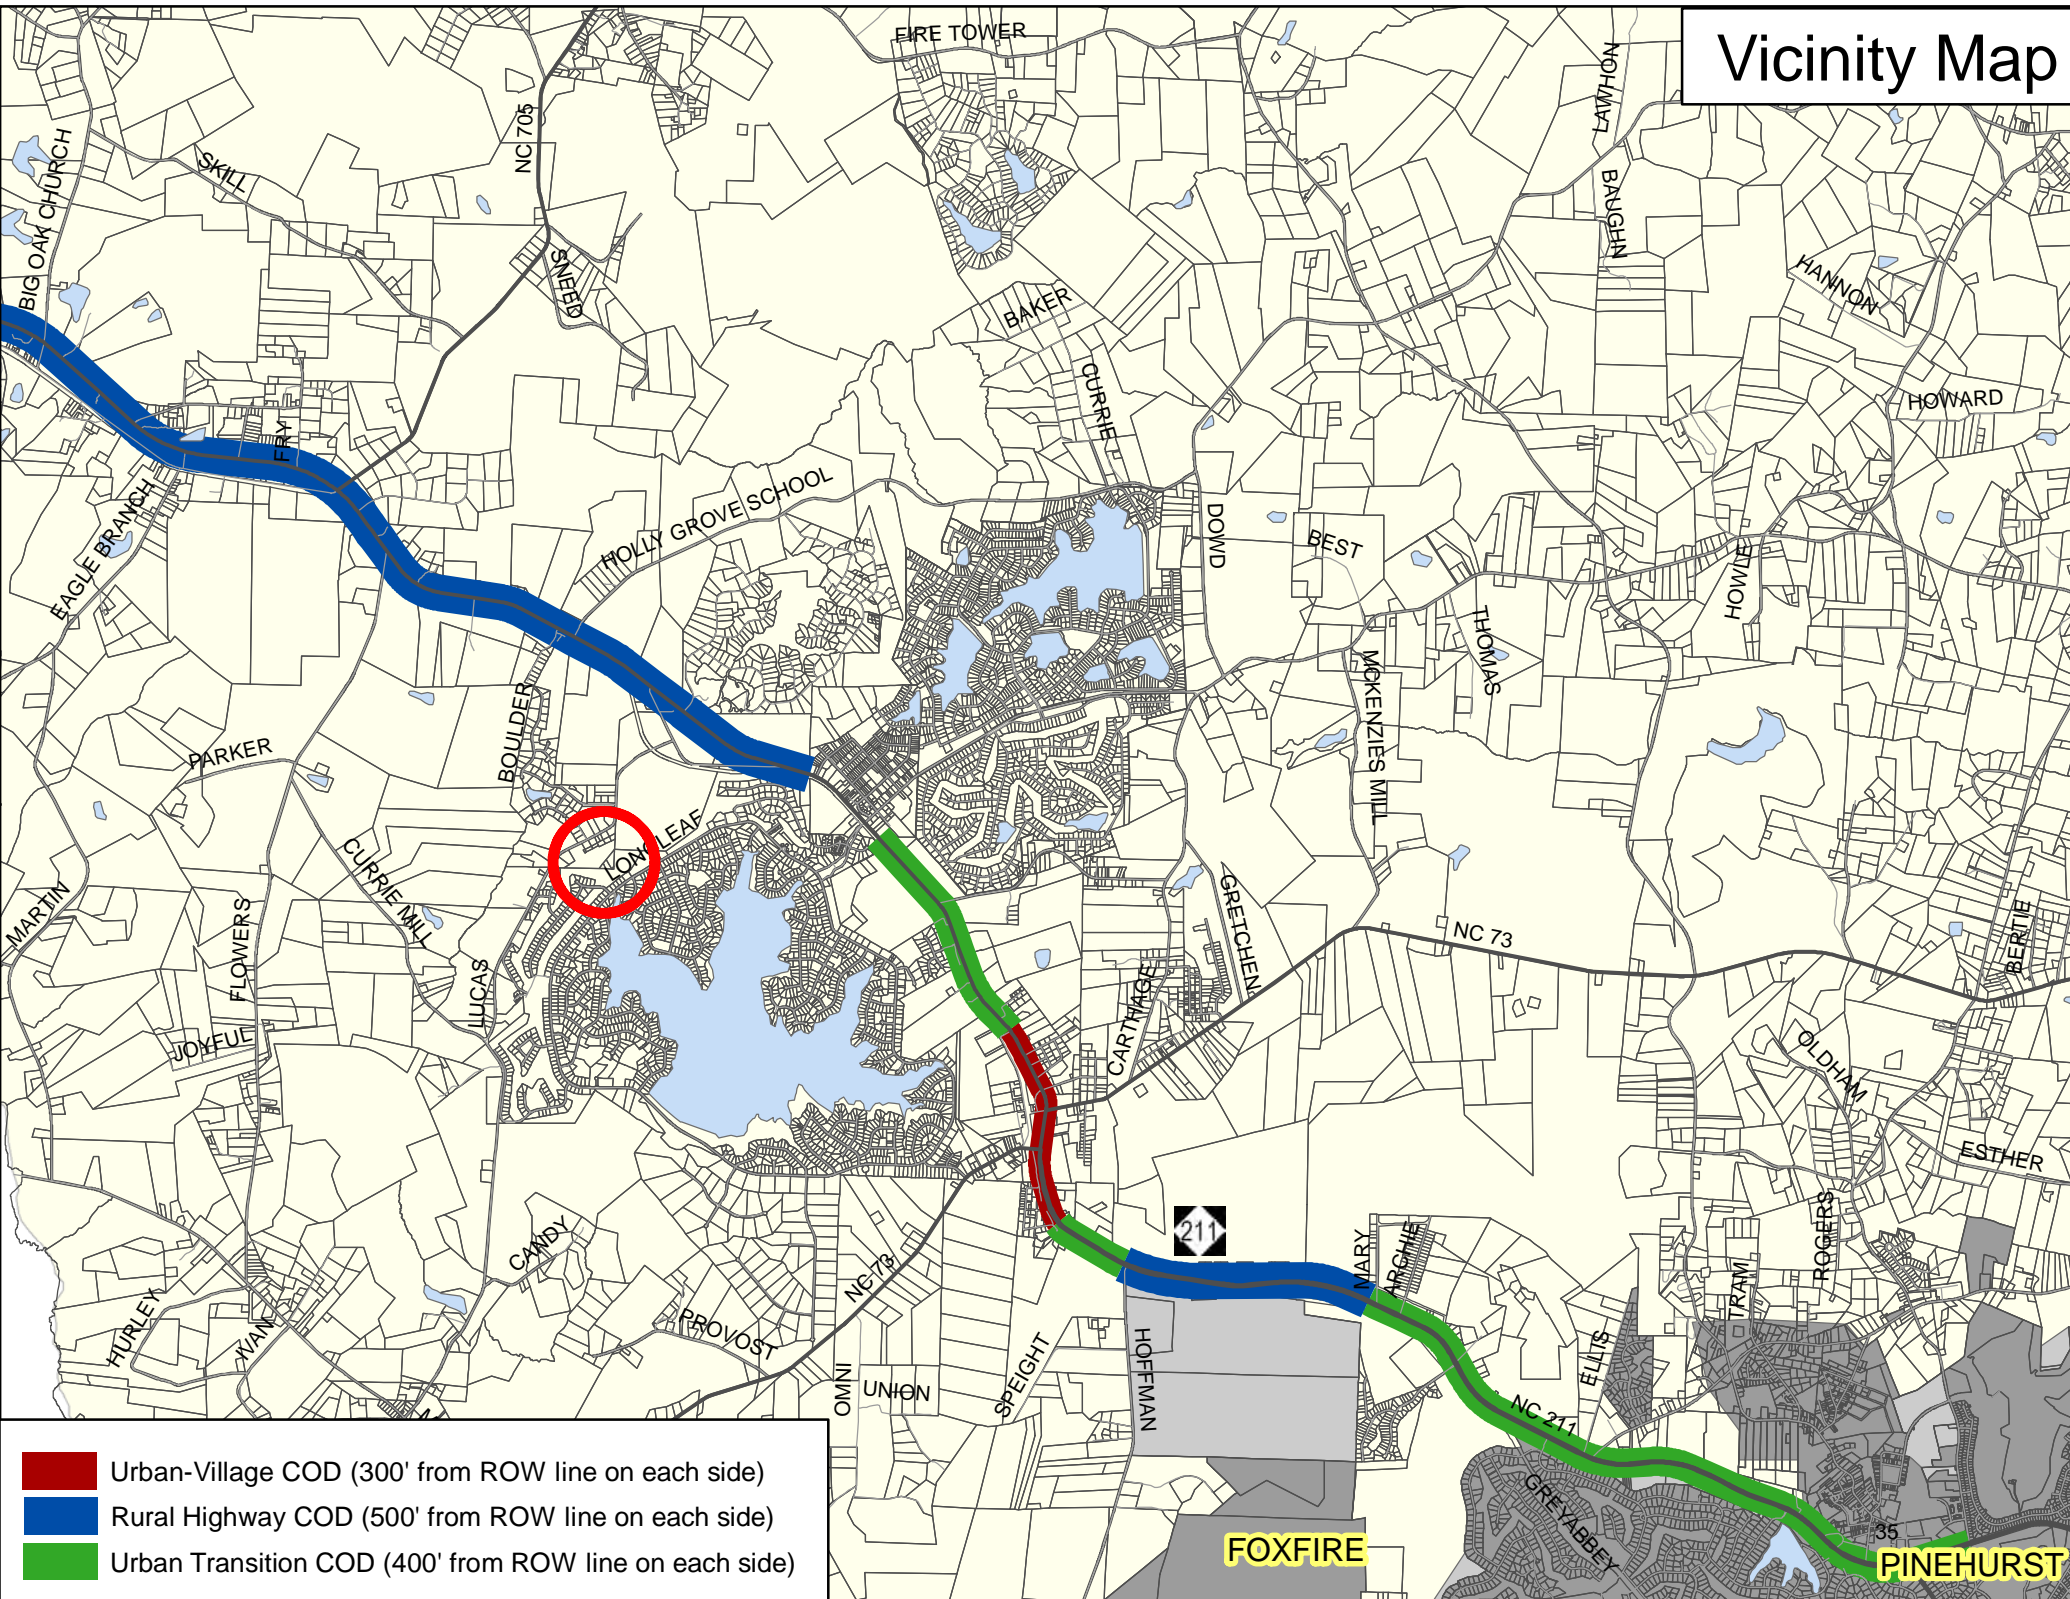 Vicinity Map
FIRE TOWER
LAWHON
NC 705
BIG OAK CHURCH
SKILL
BAUGHN
SNEED
HANNON
BAKER
CURRIE
HOWARD
FRY
HOLLY GROVE SCHOOL
EAGLE BRANCH
DOWD
BEST
HOWLE
THOMAS
MCKENZIES MILL
BOULDER
PARKER
LONGLEAF
CURRIE MILL
GRETCHEN
MARTIN
FLOWERS
NC 73
BERTIE
LUCAS
CARTHAGE
JOYFUL
OLDHAM
ESTHER
ROGERS
211
CANDY
MARY
ARCHIE
NC 73
TRAM
HURLEY
IVAN
PROVOST
ELLIS
SPEIGHT
HOFFMAN
OMNI
UNION
NC 211
GREYABBEY
35
FOXFIRE
PINEHURST
Urban-Village COD (300' from ROW line on each side)
Rural Highway COD (500' from ROW line on each side)
Urban Transition COD (400' from ROW line on each side)